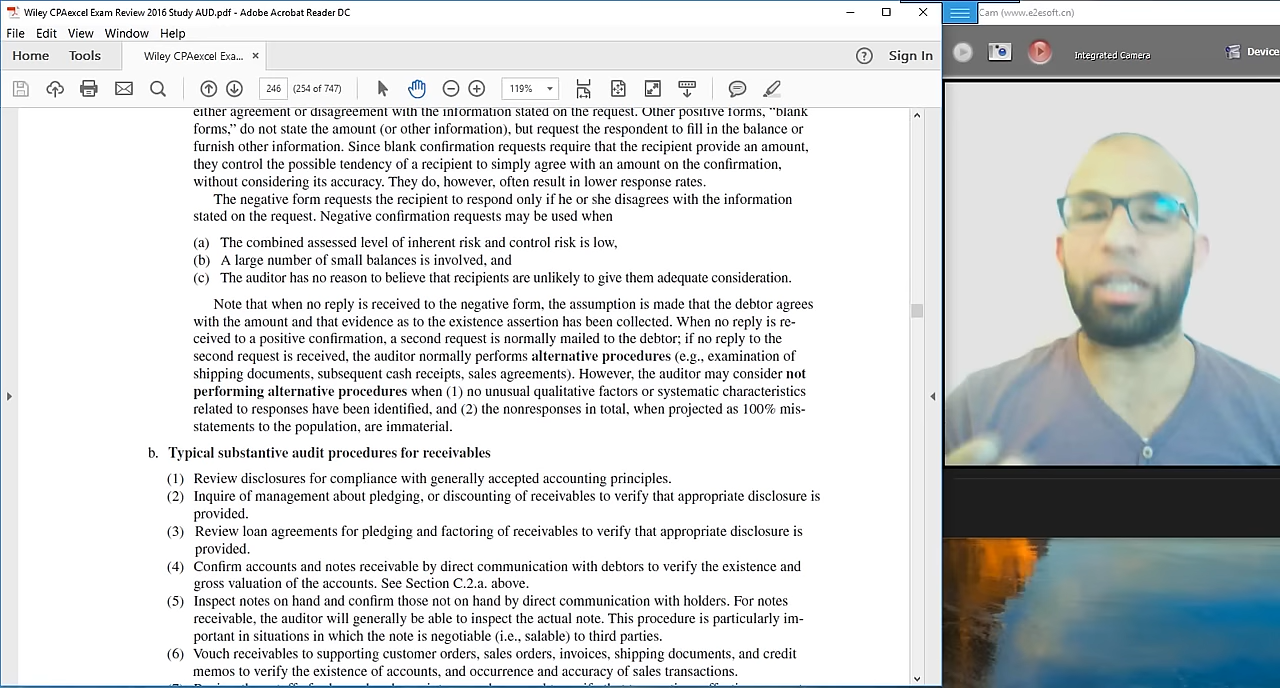 Wiley CPAexcel Exam Review 2016 Study AUD.pdf - Adobe Acrobat Reader DC
Cam (www.e2esoft.cn)
File Edit View Window Help
Home Tools Wiley CPAexcel Exa... × Sign In
Integrated Camera Device
246 (254 of 747) 119%
either agreement or disagreement with the information stated on the request. Other positive forms, “blank
forms,” do not state the amount (or other information), but request the respondent to fill in the balance or
furnish other information. Since blank confirmation requests require that the recipient provide an amount,
they control the possible tendency of a recipient to simply agree with an amount on the confirmation,
without considering its accuracy. They do, however, often result in lower response rates.
The negative form requests the recipient to respond only if he or she disagrees with the information
stated on the request. Negative confirmation requests may be used when
(a) The combined assessed level of inherent risk and control risk is low,
(b) A large number of small balances is involved, and
(c) The auditor has no reason to believe that recipients are unlikely to give them adequate consideration.
Note that when no reply is received to the negative form, the assumption is made that the debtor agrees
with the amount and that evidence as to the existence assertion has been collected. When no reply is re-
ceived to a positive confirmation, a second request is normally mailed to the debtor; if no reply to the
second request is received, the auditor normally performs alternative procedures (e.g., examination of
shipping documents, subsequent cash receipts, sales agreements). However, the auditor may consider not
performing alternative procedures when (1) no unusual qualitative factors or systematic characteristics
related to responses have been identified, and (2) the nonresponses in total, when projected as 100% mis-
statements to the population, are immaterial.
b. Typical substantive audit procedures for receivables
(1) Review disclosures for compliance with generally accepted accounting principles.
(2) Inquire of management about pledging, or discounting of receivables to verify that appropriate disclosure is
provided.
(3) Review loan agreements for pledging and factoring of receivables to verify that appropriate disclosure is
provided.
(4) Confirm accounts and notes receivable by direct communication with debtors to verify the existence and
gross valuation of the accounts. See Section C.2.a. above.
(5) Inspect notes on hand and confirm those not on hand by direct communication with holders. For notes
receivable, the auditor will generally be able to inspect the actual note. This procedure is particularly im-
portant in situations in which the note is negotiable (i.e., salable) to third parties.
(6) Vouch receivables to supporting customer orders, sales orders, invoices, shipping documents, and credit
memos to verify the existence of accounts, and occurrence and accuracy of sales transactions.